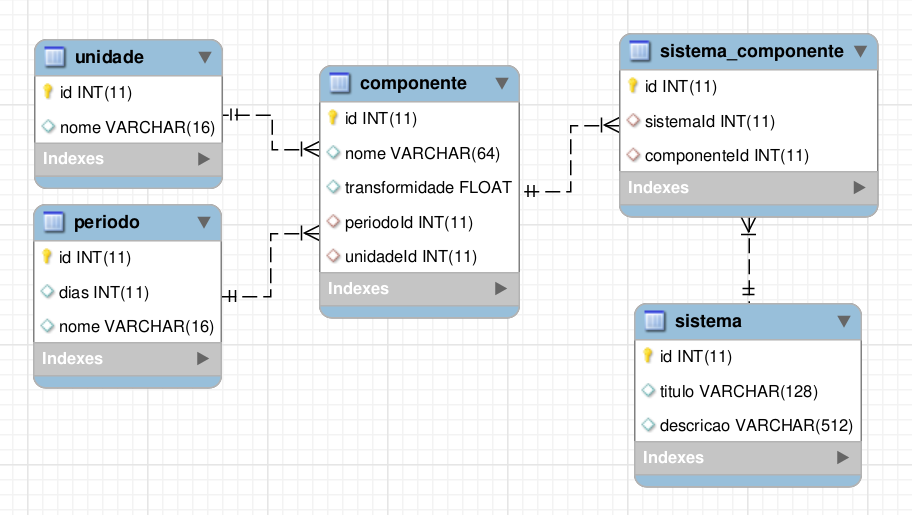 unidade
id INT(11)
nome VARCHAR(16)
Indexes
periodo
id INT(11)
dias INT(11)
nome VARCHAR(16)
Indexes
componente
id INT(11)
nome VARCHAR(64)
transformidade FLOAT
periodoId INT(11)
unidadeId INT(11)
Indexes
sistema_componente
id INT(11)
sistemaId INT(11)
componenteId INT(11)
Indexes
sistema
id INT(11)
titulo VARCHAR(128)
descricao VARCHAR(512)
Indexes